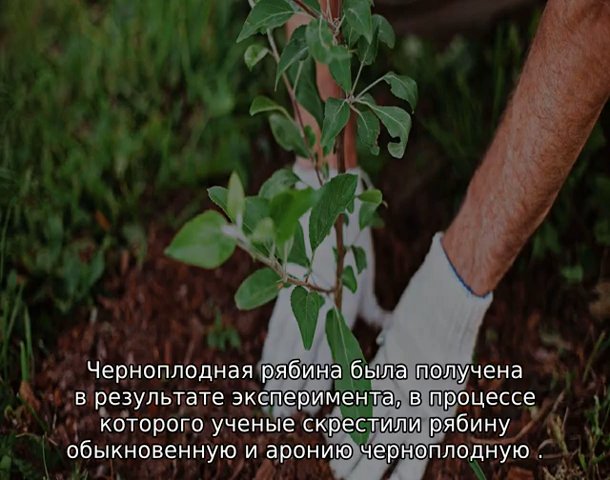 Черноплодная рябина была получена
в результате эксперимента, в процессе
которого ученые скрестили рябину
обыкновенную и аронию черноплодную .